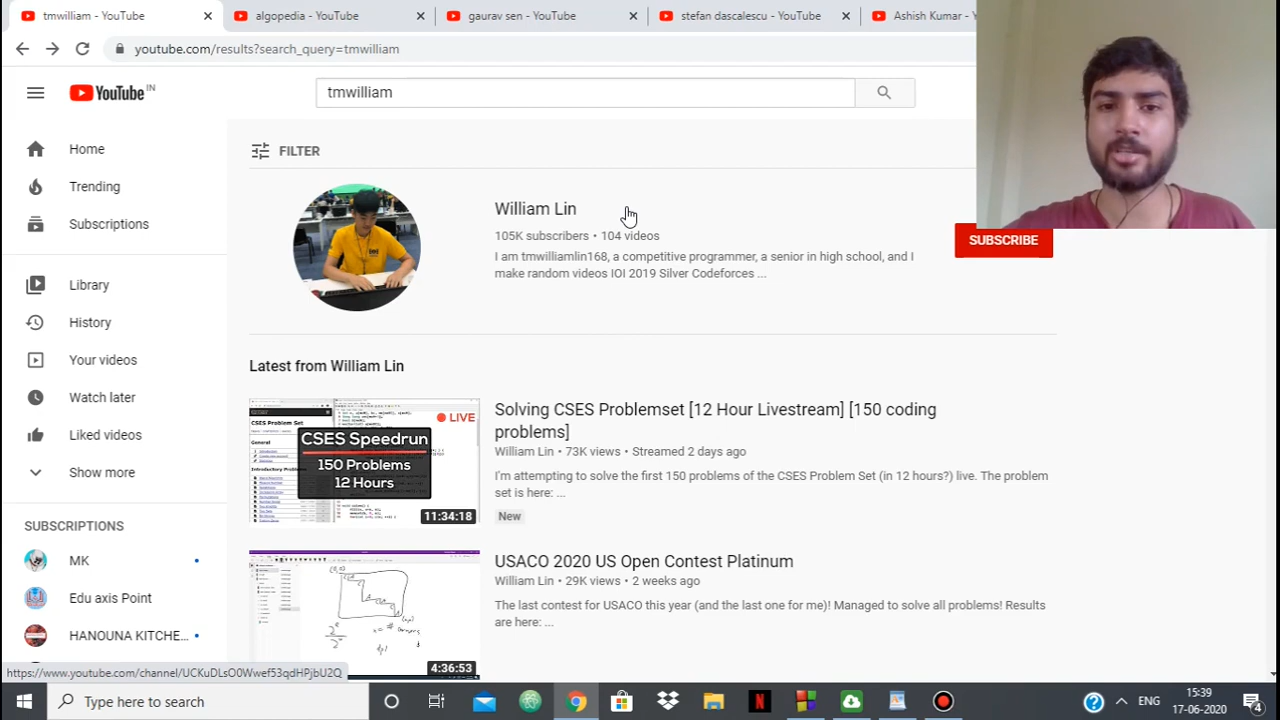 tmwilliam - YouTube
algopedia - YouTube
gaurav sen - YouTube
stefan dascalescu - YouTube
Ashish Kumar -
youtube.com/results?search_query=tmwilliam
YouTube IN
tmwilliam
Home
Trending
Subscriptions
Library
History
Your videos
Watch later
Liked videos
Show more
SUBSCRIPTIONS
MK
Edu axis Point
HANOUNA KITCHE...
FILTER
William Lin
105K subscribers • 104 videos
I am tmwilliamlin168, a competitive programmer, a senior in high school, and I
make random videos IOI 2019 Silver Codeforces ...
SUBSCRIBE
Latest from William Lin
LIVE
CSES Problem Set
General
Introductory Problems
CSES Speedrun
150 Problems
12 Hours
11:34:18
Solving CSES Problemset [12 Hour Livestream] [150 coding
problems]
William Lin • 73K views • Streamed 2 days ago
I'm attempting to solve the first 150 problems of the CSES Problem Set (in 12 hours?) live. The problem
set is here: ...
New
4:36:53
USACO 2020 US Open Contest Platinum
William Lin • 29K views • 2 weeks ago
The last contest for USACO this year (and the last one for me)! Managed to solve all problems! Results
are here: ...
https://www.youtube.com/channel/UCKuDLsO0Wwef53qdHPjbU2Q
Type here to search
ENG
15:39
17-06-2020
4